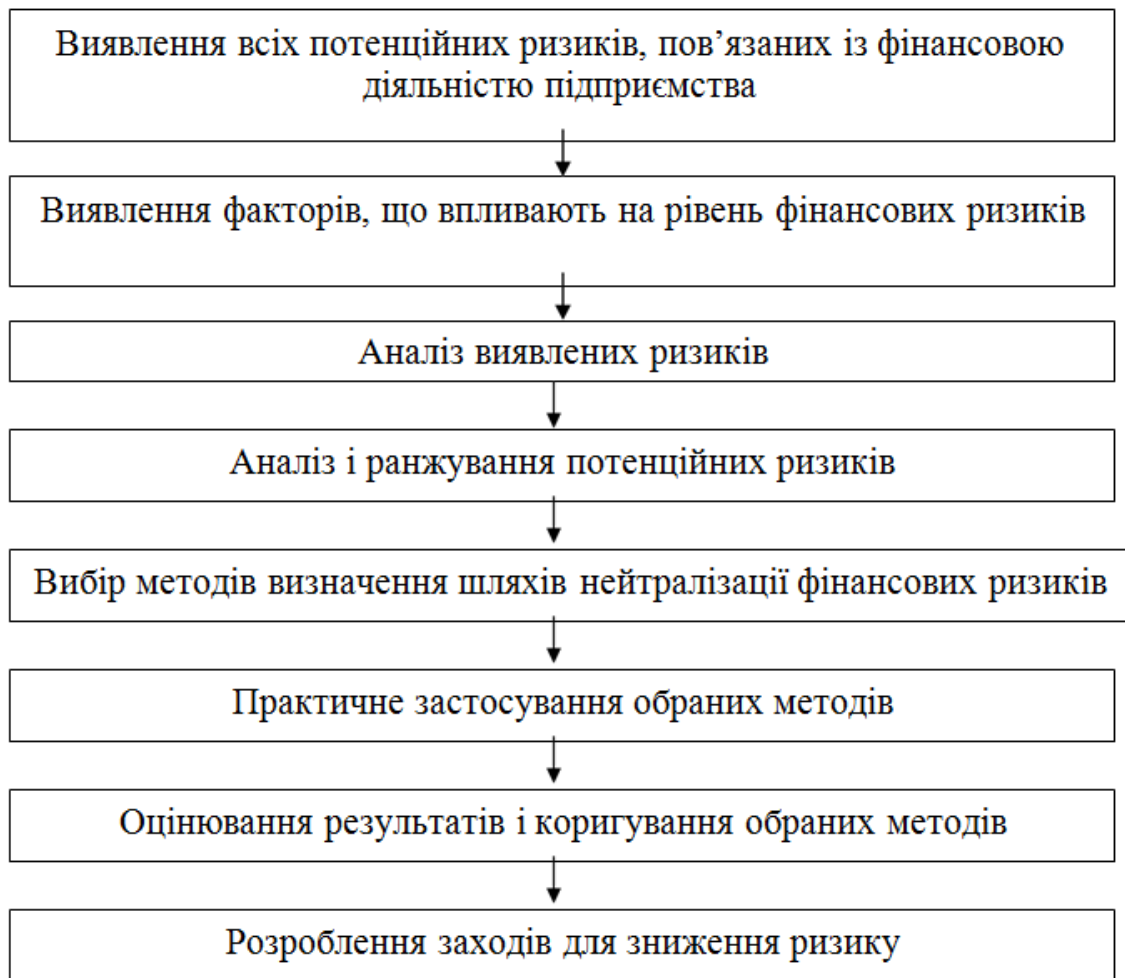 Виявлення всіх потенційних ризиків, пов’язаних із фінансовою
діяльністю підприємства
Виявлення факторів, що впливають на рівень фінансових ризиків
Аналіз виявлених ризиків
Аналіз і ранжування потенційних ризиків
Вибір методів визначення шляхів нейтралізації фінансових ризиків
Практичне застосування обраних методів
Оцінювання результатів і коригування обраних методів
Розроблення заходів для зниження ризику